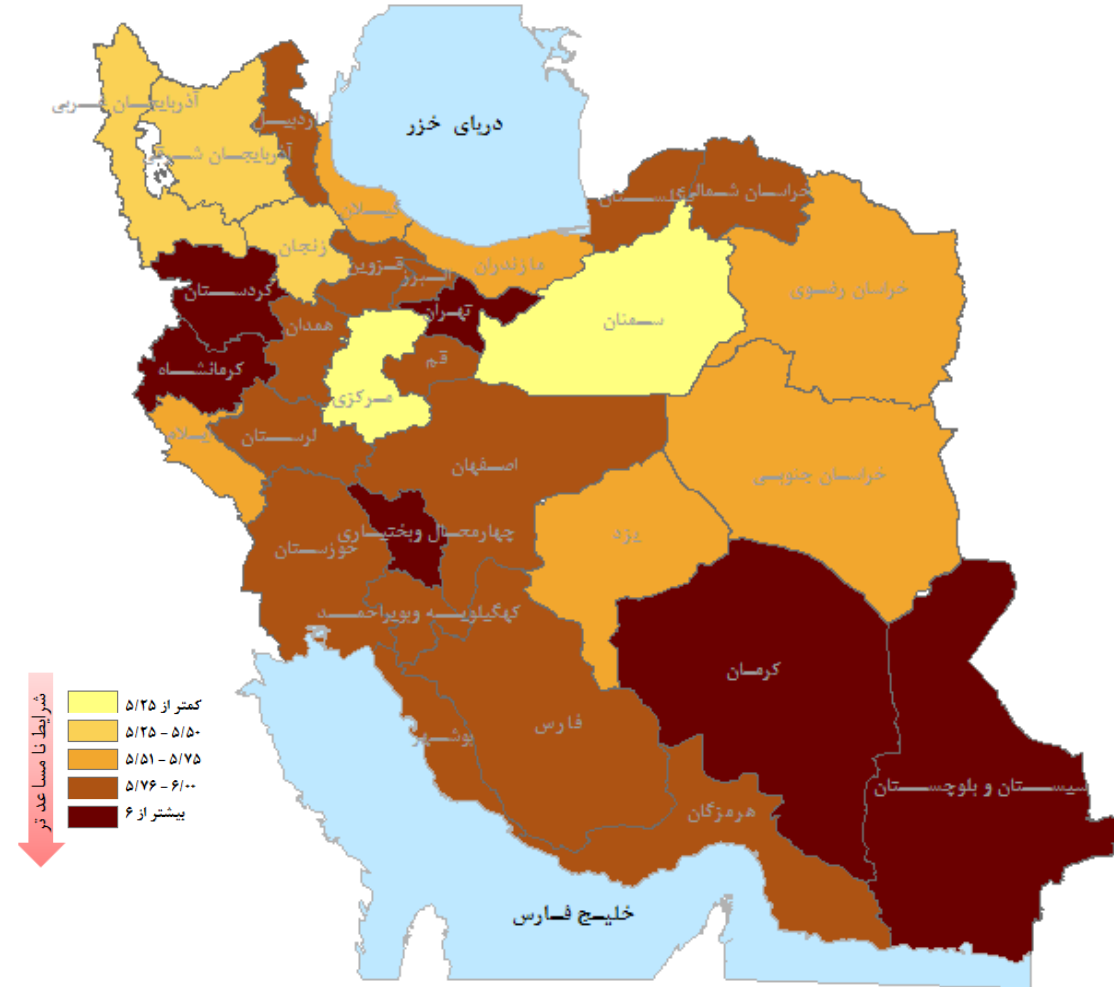 دریای خزر
آذربایجان غربی
اردبیل
آذربایجان شرقی
گیلان
گلستان
خراسان شمالی
زنجان
قزوین
البرز
مازندران
خراسان رضوی
کردستان
همدان
تهران
سمنان
قم
کرمانشاه
مرکزی
ایلام
لرستان
اصفهان
خراسان جنوبی
چهارمحال وبختیاری
یزد
خوزستان
کهگیلویه وبویراحمد
کرمان
فارس
بوشهر
سیستان و بلوچستان
هرمزگان
خلیج فارس
شرایط نا مساعد تر
کمتر از ۵/۲۵
۵/۲۵ - ۵/۵۰
۵/۵۱ - ۵/۷۵
۵/۷۶ - ۶/۰۰
بیشتر از ۶